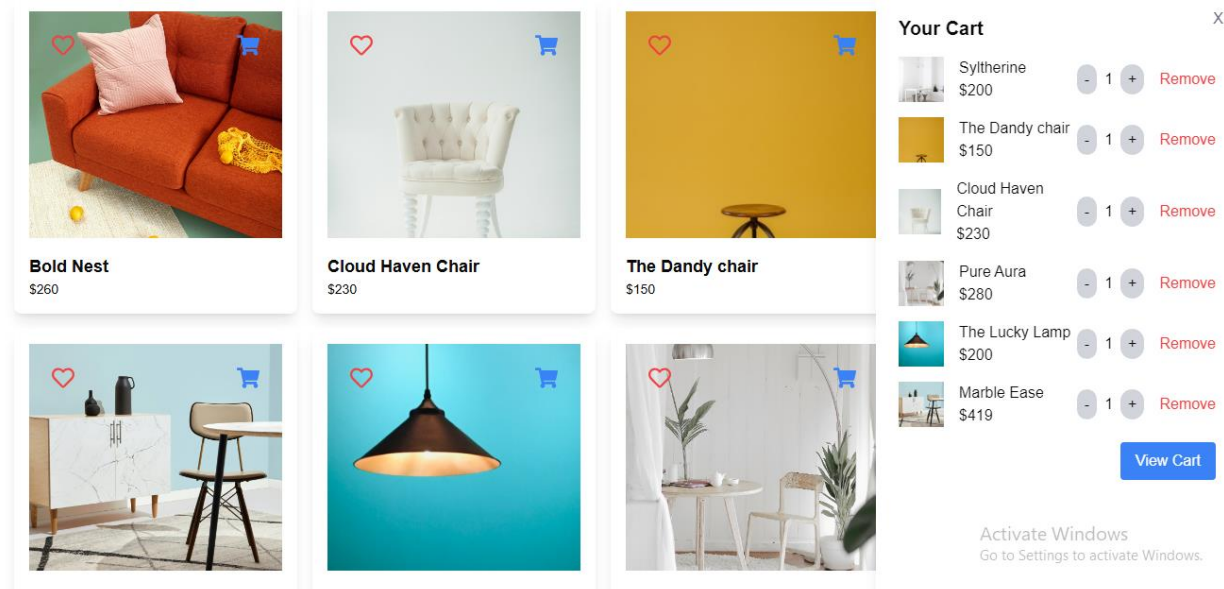 Bold Nest
$260
Cloud Haven Chair
$230
The Dandy chair
$150
X
Your Cart
Syltherine
$200
- 1 + Remove
The Dandy chair
$150
- 1 + Remove
Cloud Haven
Chair
$230
- 1 + Remove
Pure Aura
$280
- 1 + Remove
The Lucky Lamp
$200
- 1 + Remove
Marble Ease
$419
- 1 + Remove
View Cart
Activate Windows
Go to Settings to activate Windows.